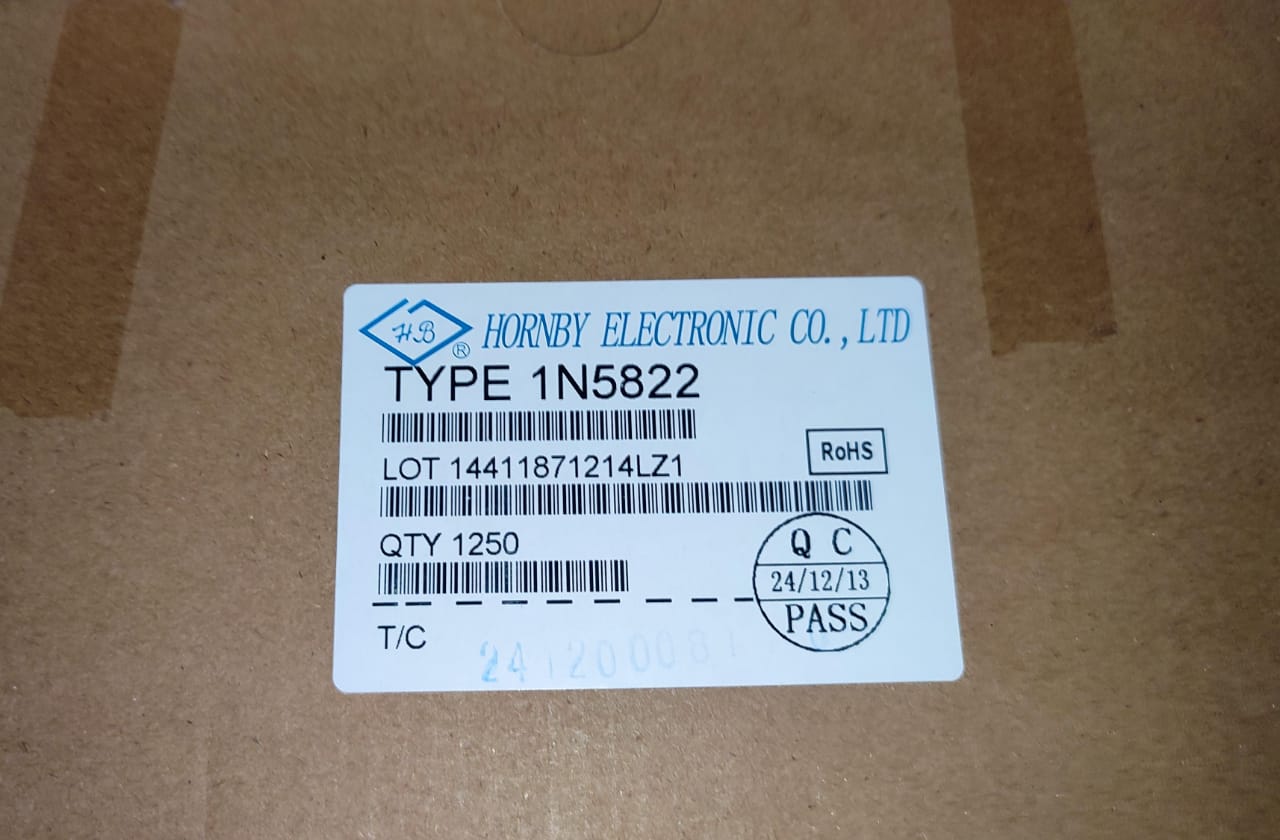 HB ® HORNBY ELECTRONIC CO.,LTD
TYPE 1N5822
LOT 14411871214LZ1
RoHS
QTY 1250
Q C
24/12/13
PASS
T/C